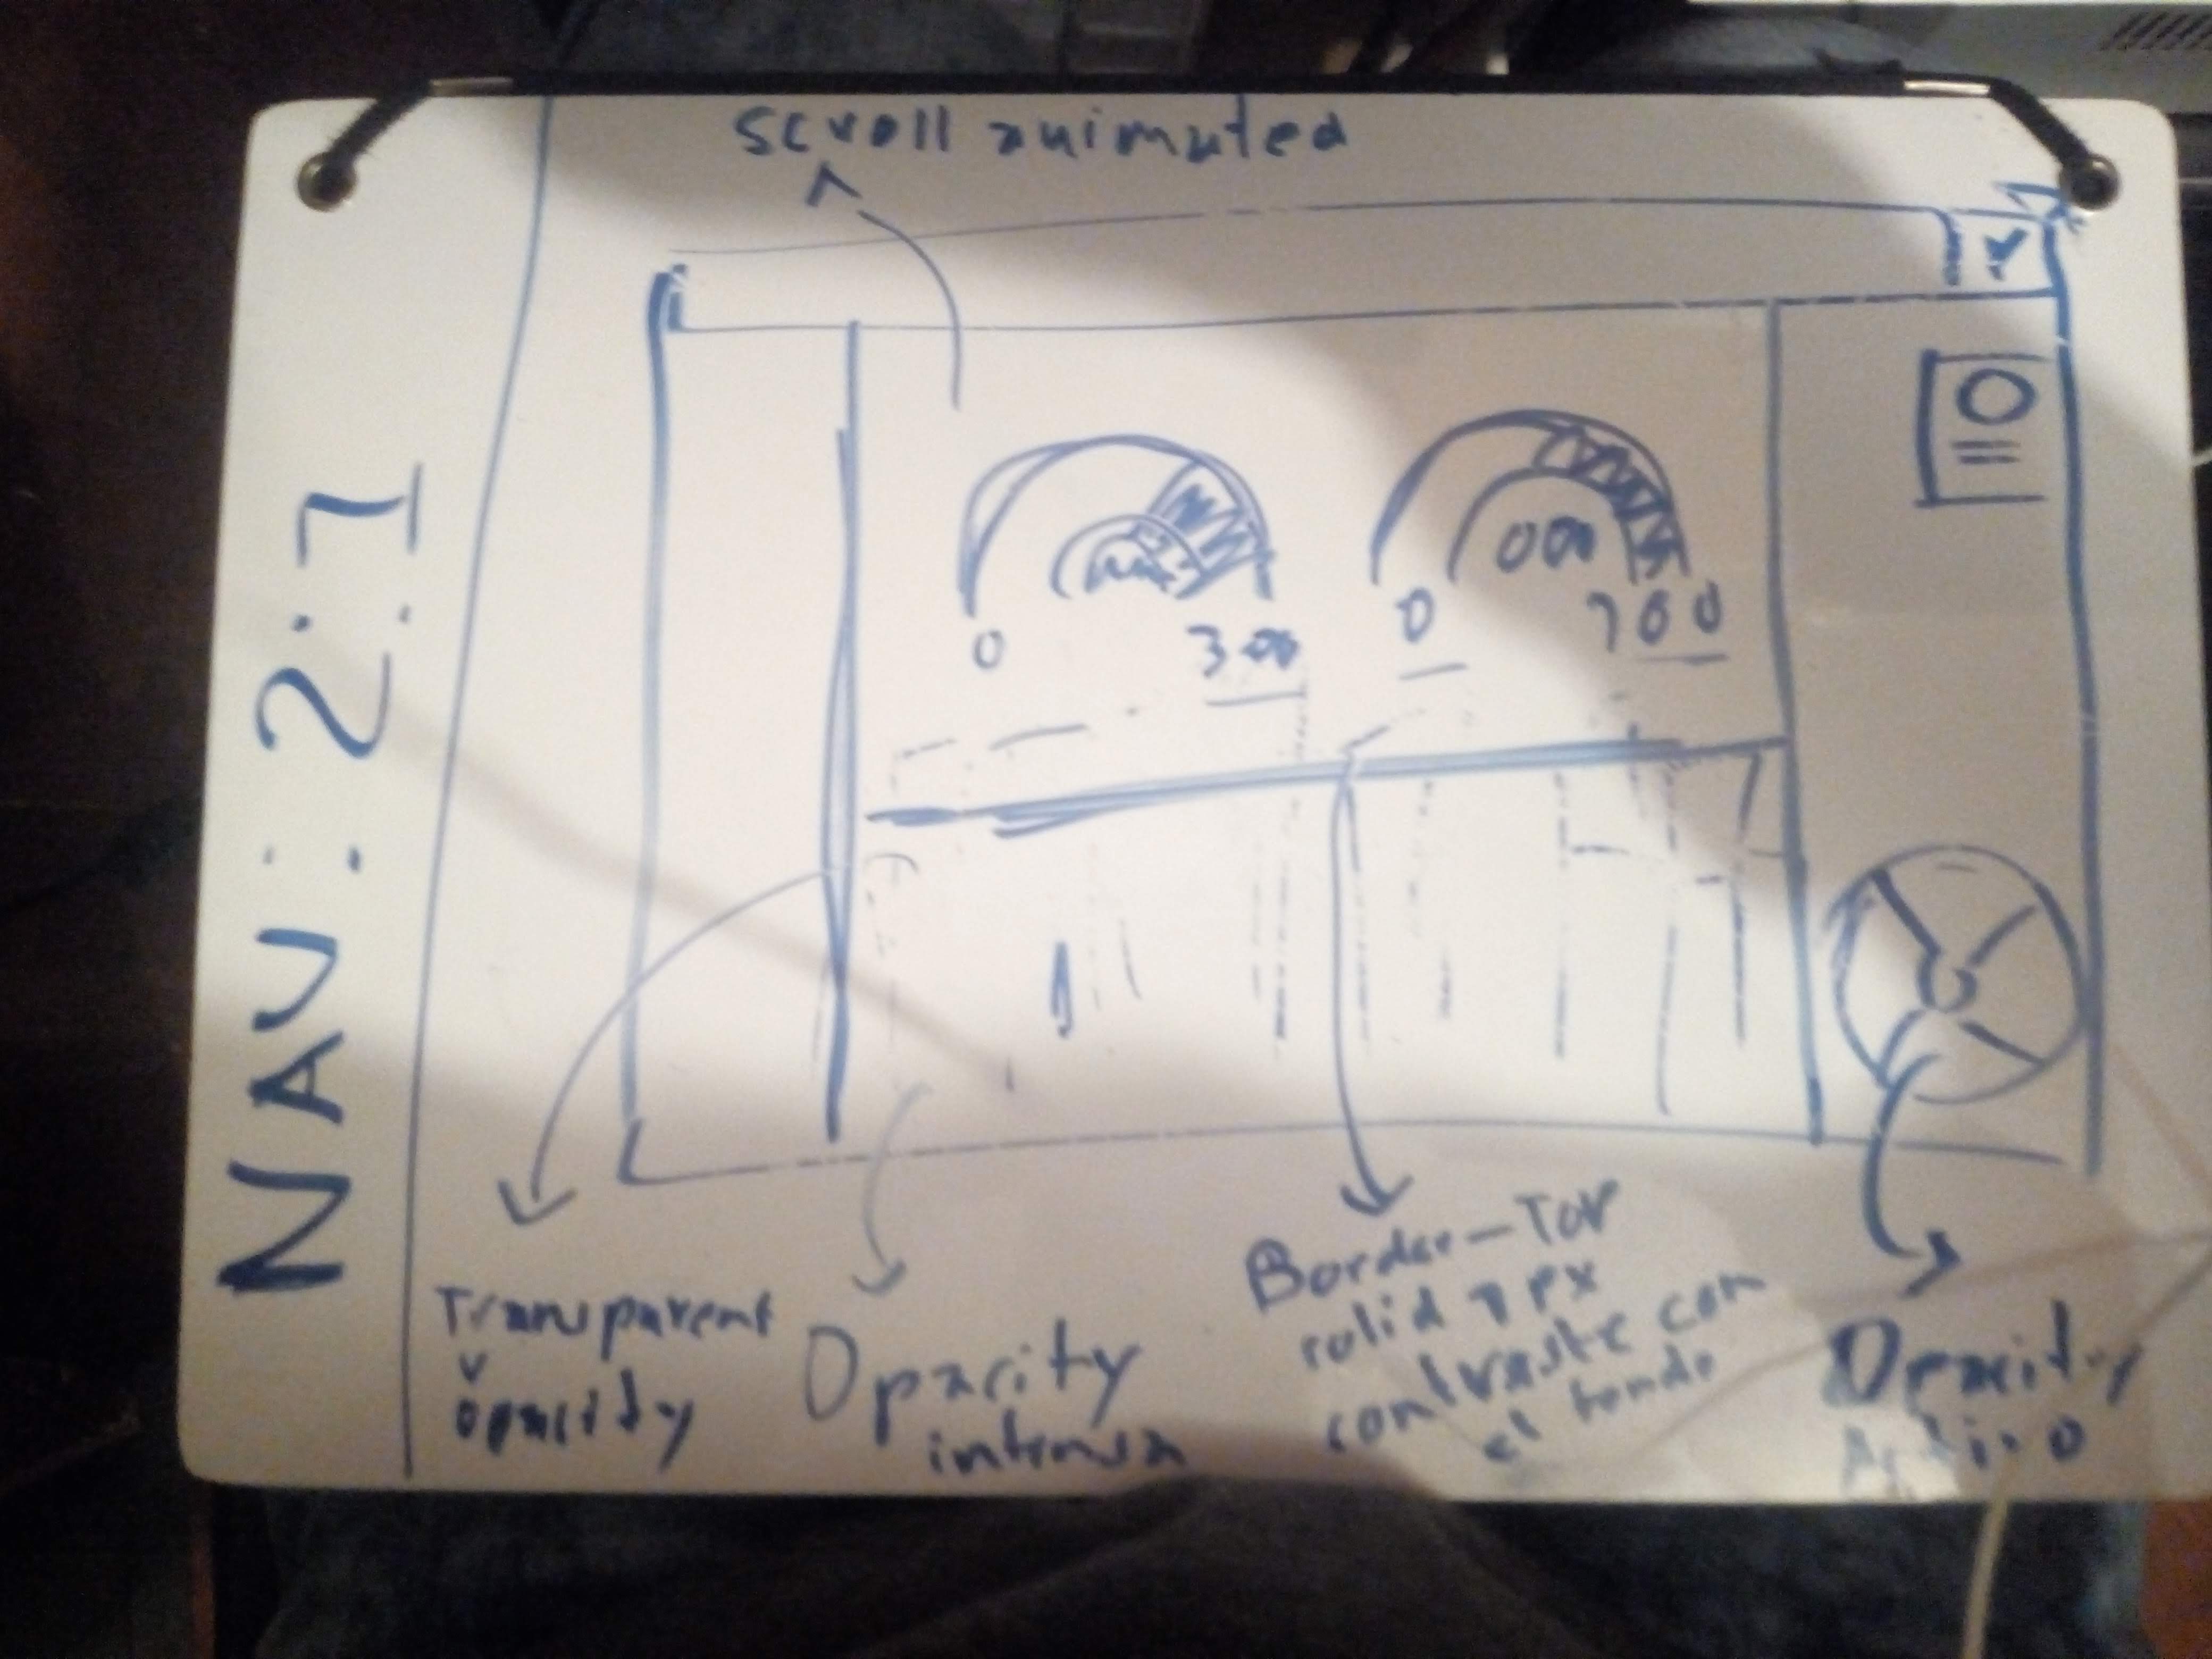 NAV: 2:1
scroll animated
000
0
300
0
700
Transparent
y
opacity
Opacity
intensa
Border-Top
solid 1px
contraste con
el fondo
Opacity